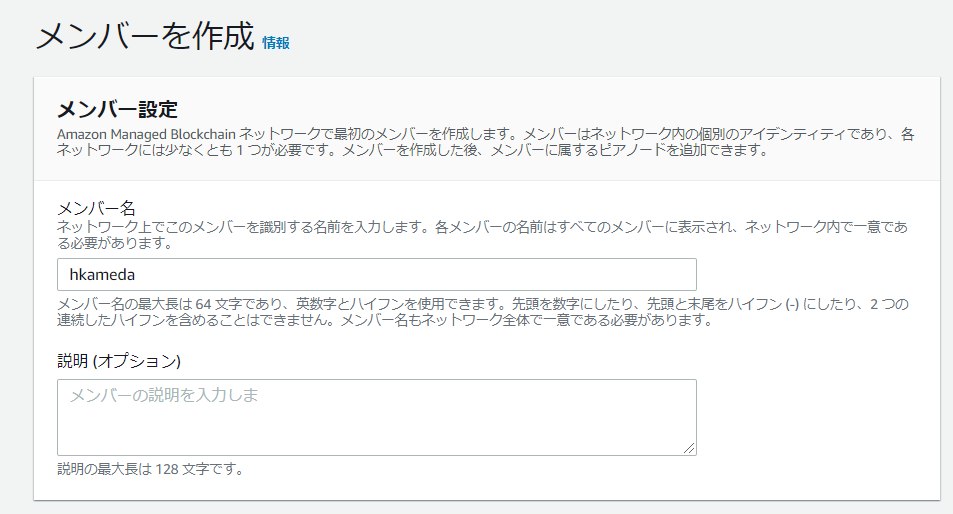 メンバーを作成 情報
メンバー設定
Amazon Managed Blockchain ネットワークで最初のメンバーを作成します。メンバーはネットワーク内の個別のアイデンティティであり、各
ネットワークには少なくとも 1 つが必要です。メンバーを作成した後、メンバーに属するピアノードを追加できます。
メンバー名
ネットワーク上でこのメンバーを識別する名前を入力します。各メンバーの名前はすべてのメンバーに表示され、ネットワーク内で一意であ
る必要があります。
hkameda
メンバー名の最大長は 64 文字であり、英数字とハイフンを使用できます。先頭を数字にしたり、先頭と末尾をハイフン (-) にしたり、2 つの
連続したハイフンを含めることはできません。メンバー名もネットワーク全体で一意である必要があります。
説明 (オプション)
メンバーの説明を入力しま
説明の最大長は 128 文字です。